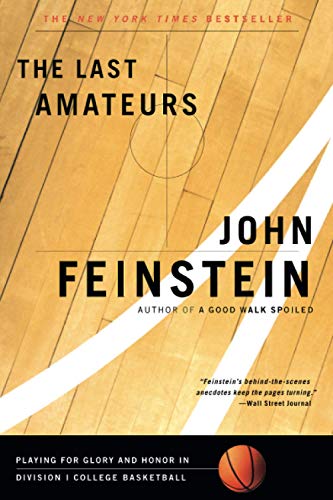 THE NEW YORK TIMES BESTSELLER
THE LAST
AMATEURS
JOHN
FEINSTEIN
AUTHOR OF A GOOD WALK SPOILED
"Feinstein's behind-the-scenes
anecdotes keep the pages turning."
—Wall Street Journal
PLAYING FOR GLORY AND HONOR IN
DIVISION I COLLEGE BASKETBALL